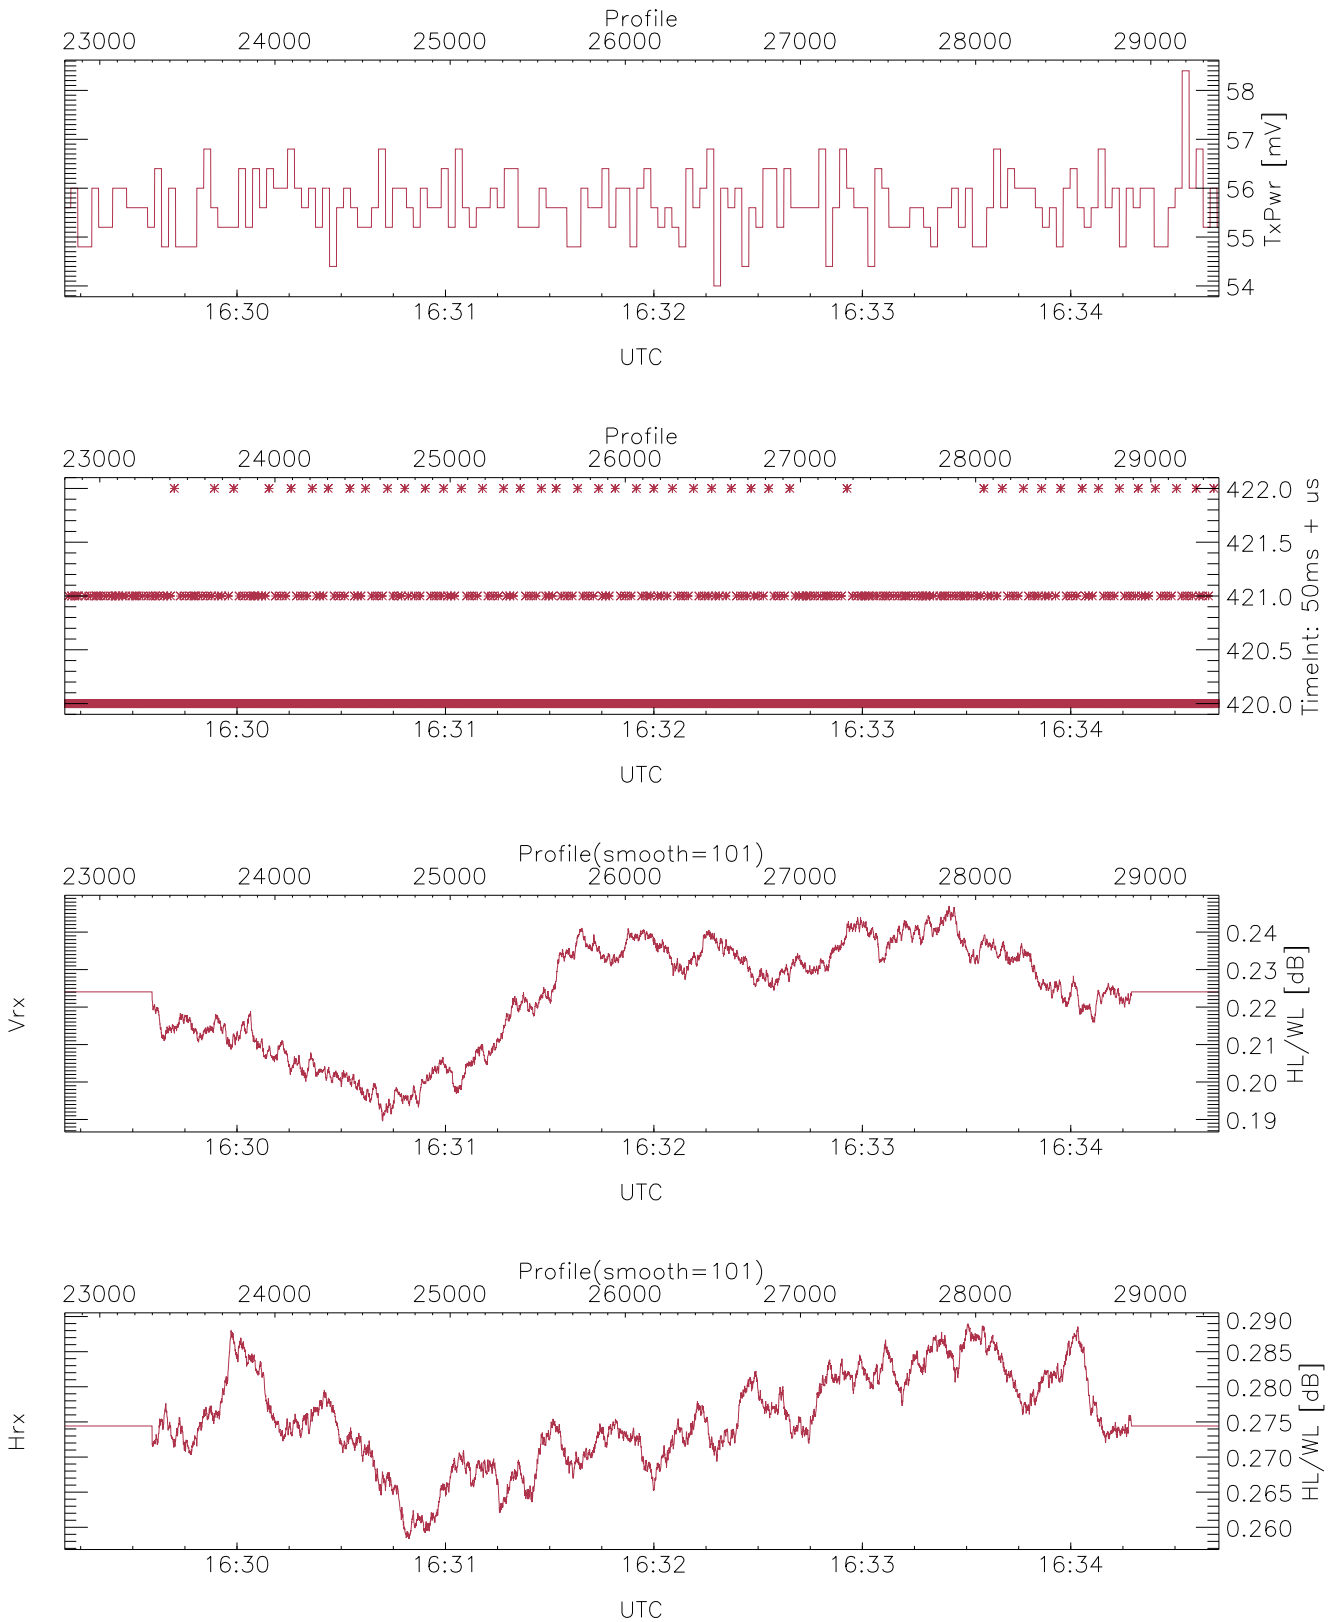 Profile
23000 24000 25000 26000 27000 28000 29000
58
57
56
55
54
TxPwr [mV]
16:30 16:31 16:32 16:33 16:34
UTC
Profile
23000 24000 25000 26000 27000 28000 29000
422.0
421.5
421.0
420.5
420.0
TimeInt: 50ms + us
16:30 16:31 16:32 16:33 16:34
UTC
Profile(smooth=101)
23000 24000 25000 26000 27000 28000 29000
Vrx
0.24
0.23
0.22
0.21
0.20
0.19
HL/WL [dB]
16:30 16:31 16:32 16:33 16:34
UTC
Profile(smooth=101)
23000 24000 25000 26000 27000 28000 29000
Hrx
0.290
0.285
0.280
0.275
0.270
0.265
0.260
HL/WL [dB]
16:30 16:31 16:32 16:33 16:34
UTC